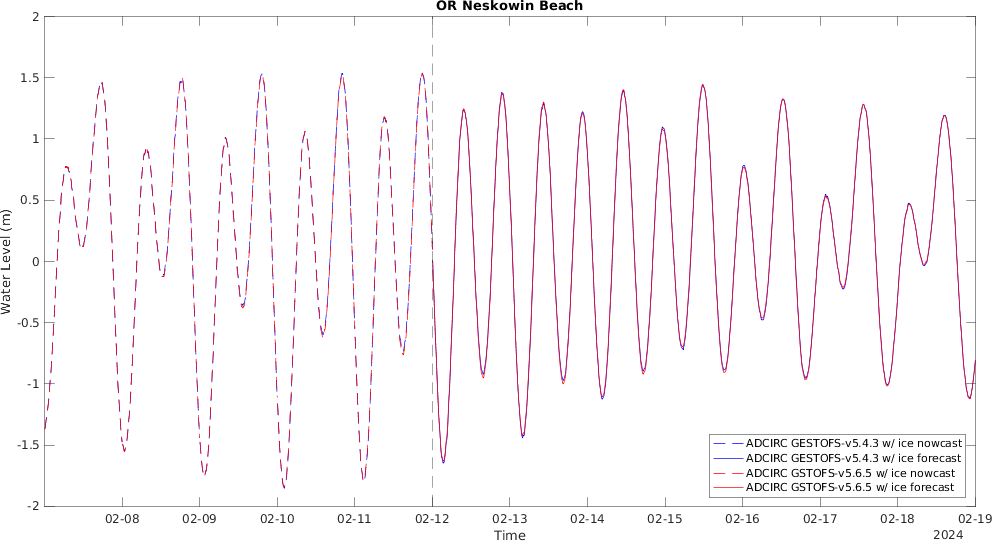 OR Neskowin Beach
2
1.5
1
0.5
0
-0.5
-1
-1.5
-2
Water Level (m)
ADCIRC GESTOFS-v5.4.3 w/ ice nowcast
ADCIRC GESTOFS-v5.4.3 w/ ice forecast
ADCIRC GSTOFS-v5.6.5 w/ ice nowcast
ADCIRC GSTOFS-v5.6.5 w/ ice forecast
02-08 02-09 02-10 02-11 02-12 02-13 02-14 02-15 02-16 02-17 02-18 02-19
Time
2024